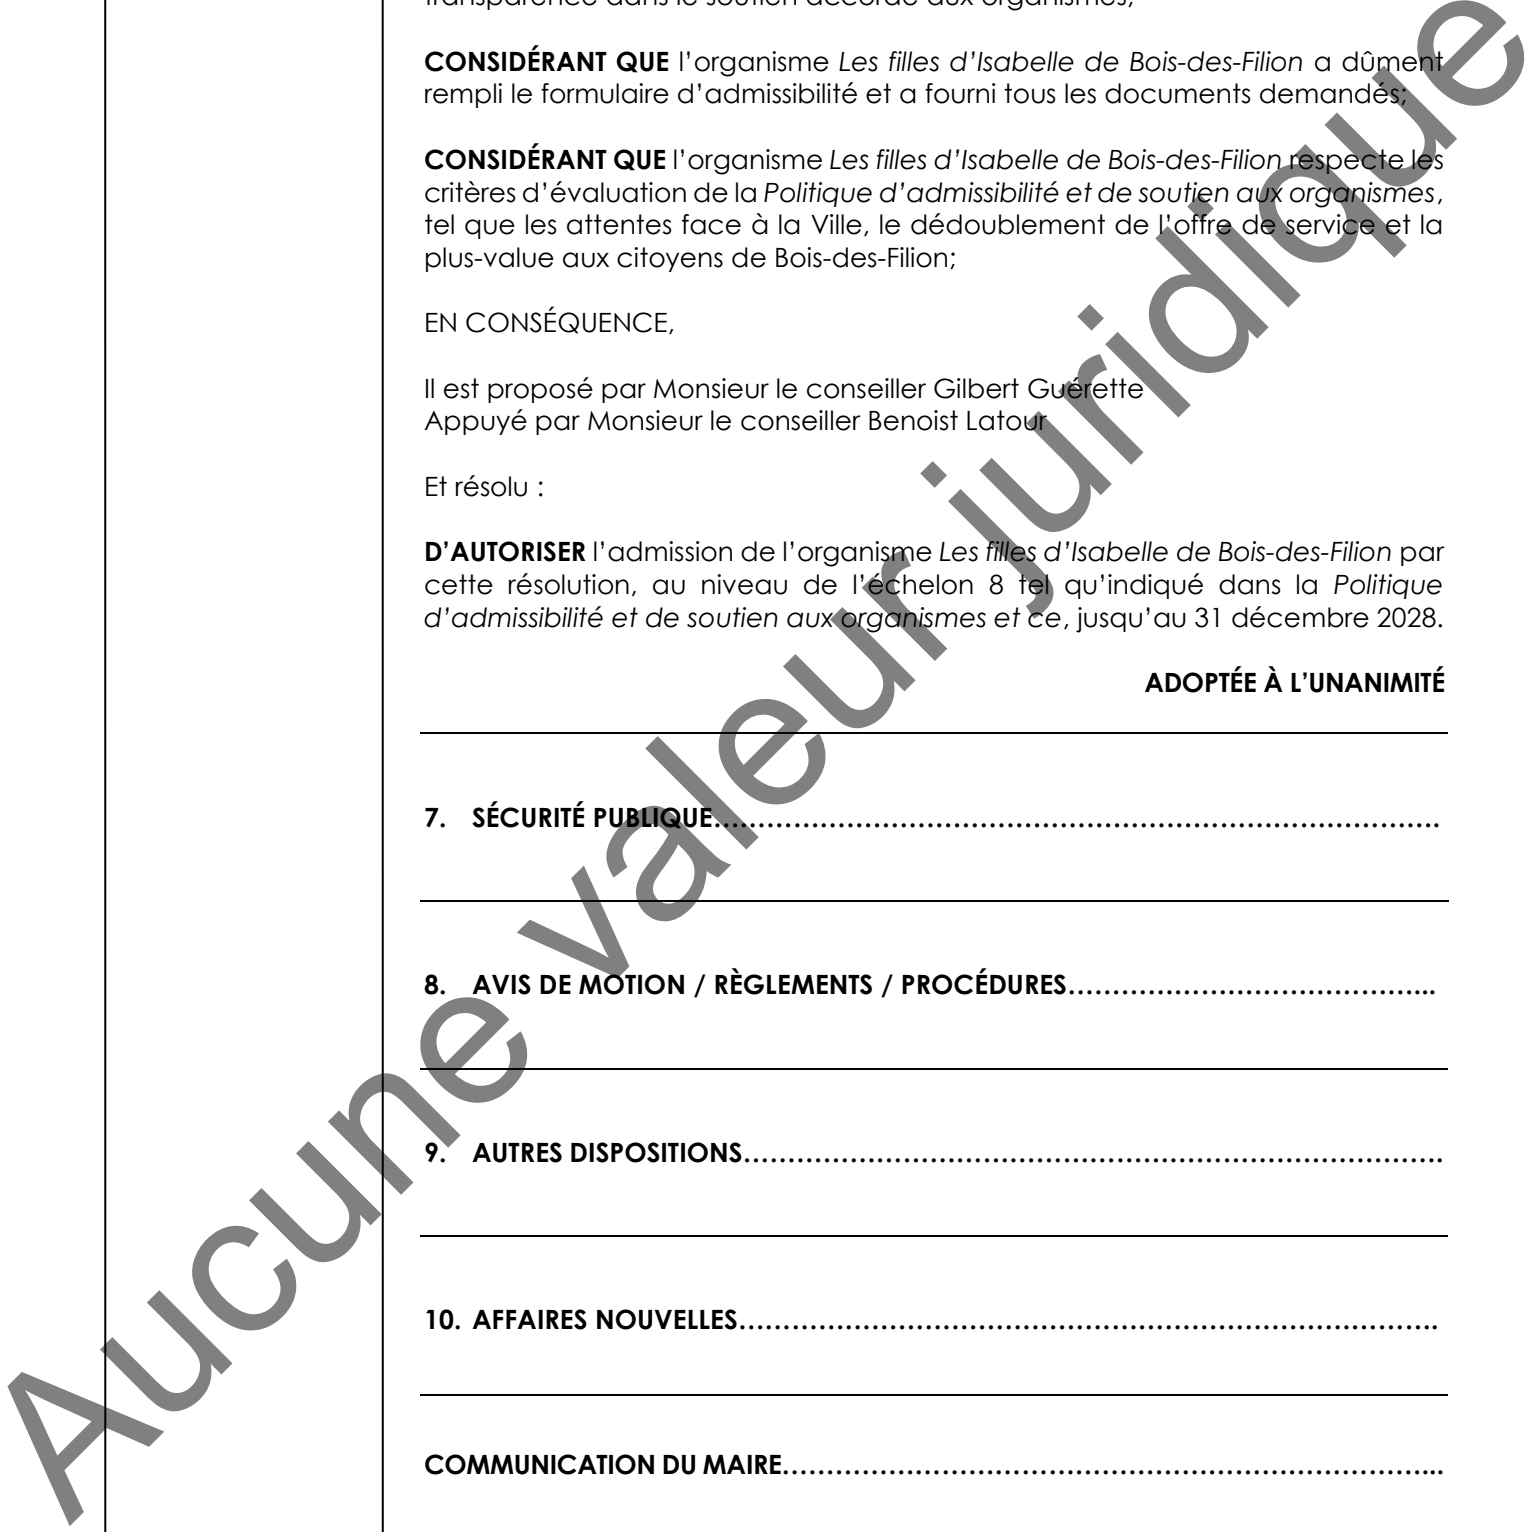 transparence dans le soutien accordé aux organismes;
CONSIDÉRANT QUE l’organisme Les filles d’Isabelle de Bois-des-Filion a dûment
rempli le formulaire d’admissibilité et a fourni tous les documents demandés;
CONSIDÉRANT QUE l’organisme Les filles d’Isabelle de Bois-des-Filion respecte les
critères d’évaluation de la Politique d’admissibilité et de soutien aux organismes,
tel que les attentes face à la Ville, le dédoublement de l’offre de service et la
plus-value aux citoyens de Bois-des-Filion;
EN CONSÉQUENCE,
Il est proposé par Monsieur le conseiller Gilbert Guérette
Appuyé par Monsieur le conseiller Benoist Latour
Et résolu :
D’AUTORISER l’admission de l’organisme Les filles d’Isabelle de Bois-des-Filion par
cette résolution, au niveau de l’échelon 8 tel qu’indiqué dans la Politique
d’admissibilité et de soutien aux organismes et ce, jusqu’au 31 décembre 2028.
ADOPTÉE À L’UNANIMITÉ
7. SÉCURITÉ PUBLIQUE……………………………………………………………………….
8. AVIS DE MOTION / RÈGLEMENTS / PROCÉDURES…………………………………...
9. AUTRES DISPOSITIONS…………………………………………………………………….
10. AFFAIRES NOUVELLES…………………………………………………………………….
COMMUNICATION DU MAIRE…………………………………………………………………...
Aucune valeur juridique